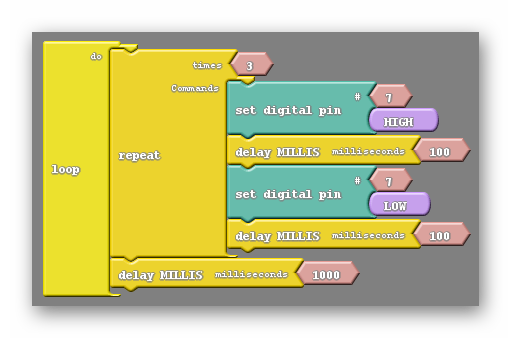 do
times 3
Commands
# 7
set digital pin
HIGH
delay MILLIS milliseconds 100
loop
repeat
# 7
set digital pin
LOW
delay MILLIS milliseconds 100
delay MILLIS milliseconds 1000